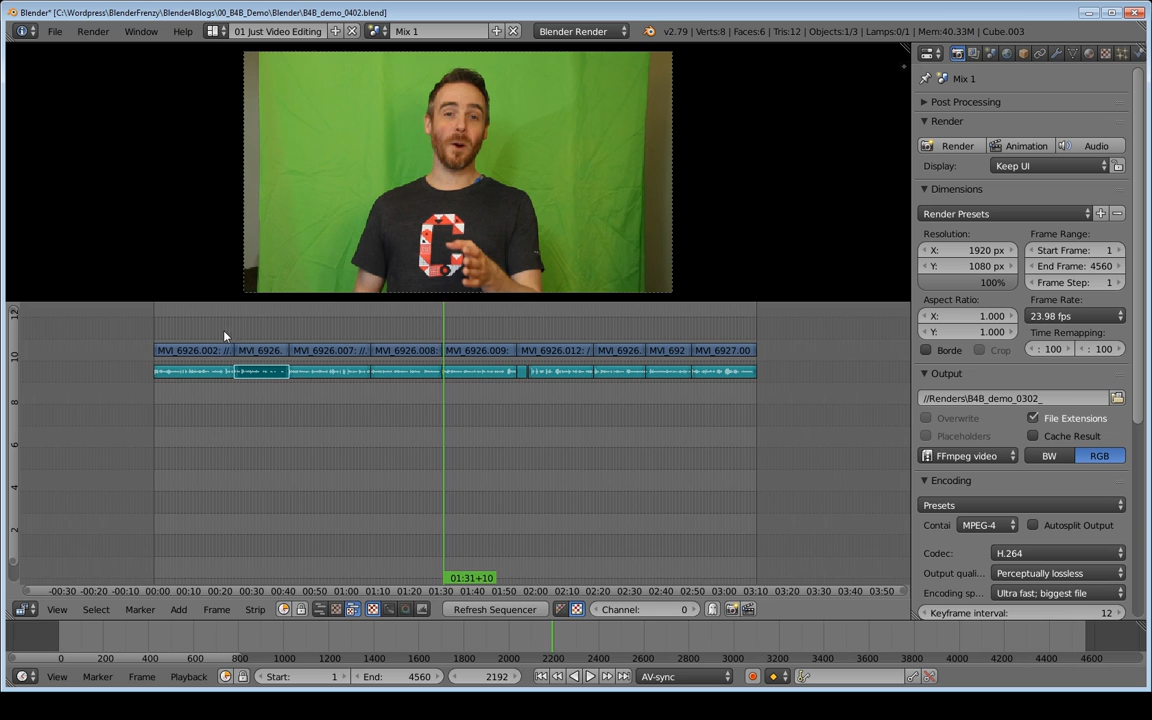 Blender* [C:\Wordpress\BlenderFrenzy\Blender4Blogs\00_B4B_Demo\Blender\B4B_demo_0402.blend]
File Render Window Help 01 Just Video Editing Mix 1 Blender Render v2.79 | Verts:8 | Faces:6 | Tris:12 | Objects:1/3 | Lamps:0/1 | Mem:40.33M | Cube.003
Mix 1
Post Processing
Render
Render Animation Audio
Display: Keep UI
Dimensions
Render Presets
Resolution: Frame Range:
X: 1920 px Start Frame: 1
Y: 1080 px End Frame: 4560
100% Frame Step: 1
Aspect Ratio: Frame Rate:
X: 1.000 23.98 fps
Y: 1.000 Time Remapping:
Borde Crop : 100 : 100
Output
//Renders\B4B_demo_0302_
Overwrite File Extensions
Placeholders Cache Result
FFmpeg video BW RGB
Encoding
Presets
Contai MPEG-4 Autosplit Output
Codec: H.264
Output quali... Perceptually lossless
Encoding sp... Ultra fast; biggest file
Keyframe interval: 12
C
12
10
8
6
4
2
MVI_6926.002: //. MVI_6926. MVI_6926.007: //. MVI_6926.008: MVI_6926.009: MVI_6926.012: / MVI_6926. MVI_692 MVI_6927.00
01:31+10
-00:30 -00:20 -00:10 00:00 00:10 00:20 00:30 00:40 00:50 01:00 01:10 01:20 01:30 01:40 01:50 02:00 02:10 02:20 02:30 02:40 02:50 03:00 03:10 03:20 03:30 03:40 03:50
View Select Marker Add Frame Strip Refresh Sequencer Channel: 0
0 200 400 600 800 1000 1200 1400 1600 1800 2000 2200 2400 2600 2800 3000 3200 3400 3600 3800 4000 4200 4400 4600
View Marker Frame Playback Start: 1 End: 4560 2192 AV-sync